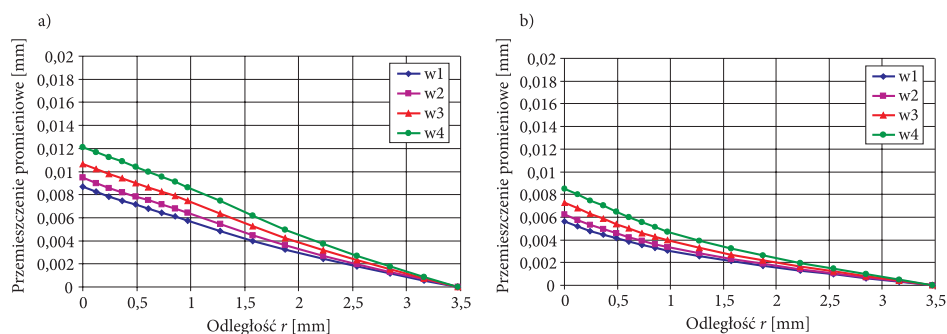 a)
Przemieszczenie promieniowe [mm]
0,02
0,018
0,016
0,014
0,012
0,01
0,008
0,006
0,004
0,002
0
0
0,5
1
1,5
2
2,5
3
3,5
Odległość r [mm]
w1
w2
w3
w4
b)
Przemieszczenie promieniowe [mm]
0,02
0,018
0,016
0,014
0,012
0,01
0,008
0,006
0,004
0,002
0
0
0,5
1
1,5
2
2,5
3
3,5
Odległość r [mm]
w1
w2
w3
w4